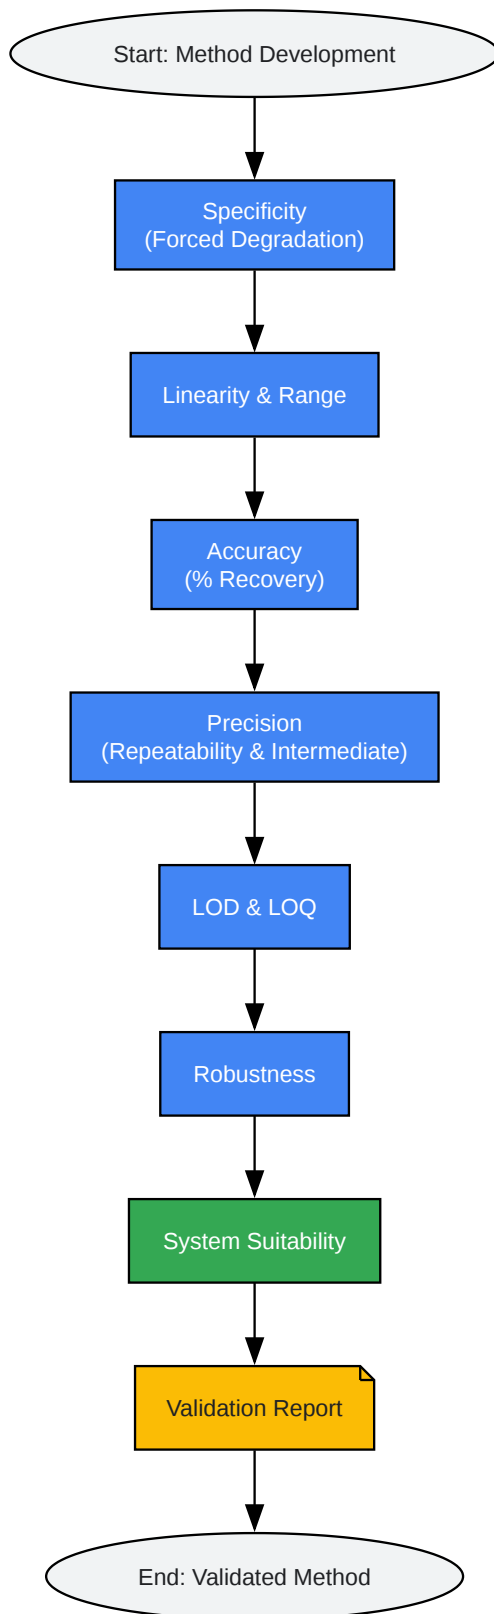 Start: Method Development
Specificity
(Forced Degradation)
Linearity & Range
Accuracy
(% Recovery)
Precision
(Repeatability & Intermediate)
LOD & LOQ
Robustness
System Suitability
Validation Report
End: Validated Method